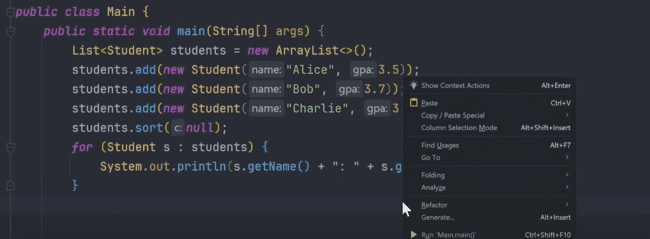 public class Main {
public static void main(String[] args) {
List<Student> students = new ArrayList<>();
students.add(new Student( name: "Alice", gpa: 3.5));
students.add(new Student( name: "Bob", gpa: 3.7));
students.add(new Student( name: "Charlie", gpa: 3
students.sort( c: null);
for (Student s : students) {
System.out.println(s.getName() + ": " + s.g
}
Show Context Actions Alt+Enter
Paste Ctrl+V
Copy / Paste Special
Column Selection Mode Alt+Shift+Insert
Find Usages Alt+F7
Go To
Folding
Analyze
Refactor
Generate... Alt+Insert
Run 'Main.main()' Ctrl+Shift+F10